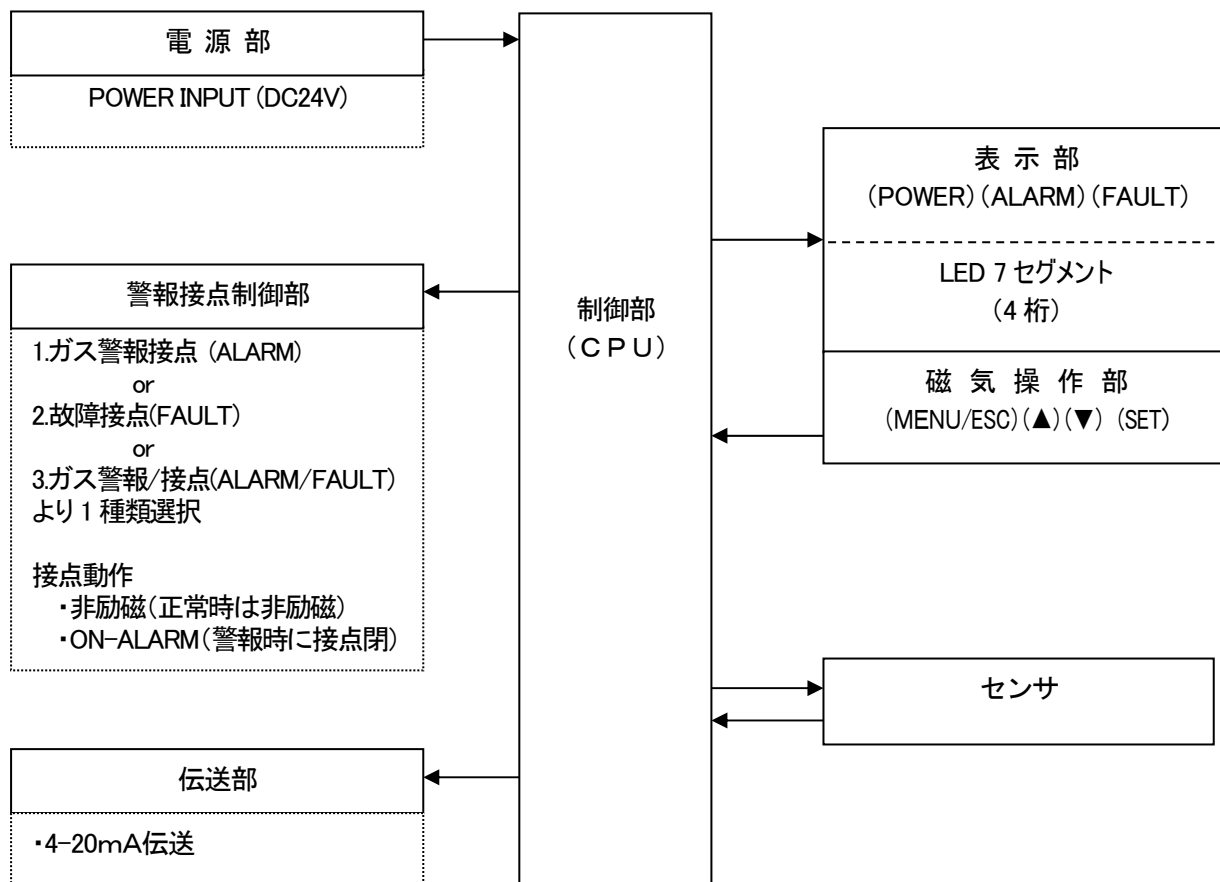 電 源 部
POWER INPUT (DC24V)
警報接点制御部
1.ガス警報接点 (ALARM)
or
2.故障接点(FAULT)
or
3.ガス警報/接点(ALARM/FAULT)
より 1 種類選択
接点動作
・非励磁(正常時は非励磁)
・ON-ALARM(警報時に接点閉)
伝送部
・4-20mA伝送
制御部
(CPU)
表 示 部
(POWER)(ALARM)(FAULT)
LED 7 セグメント
(4 桁)
磁 気 操 作 部
(MENU/ESC)(▲)(▼) (SET)
センサ